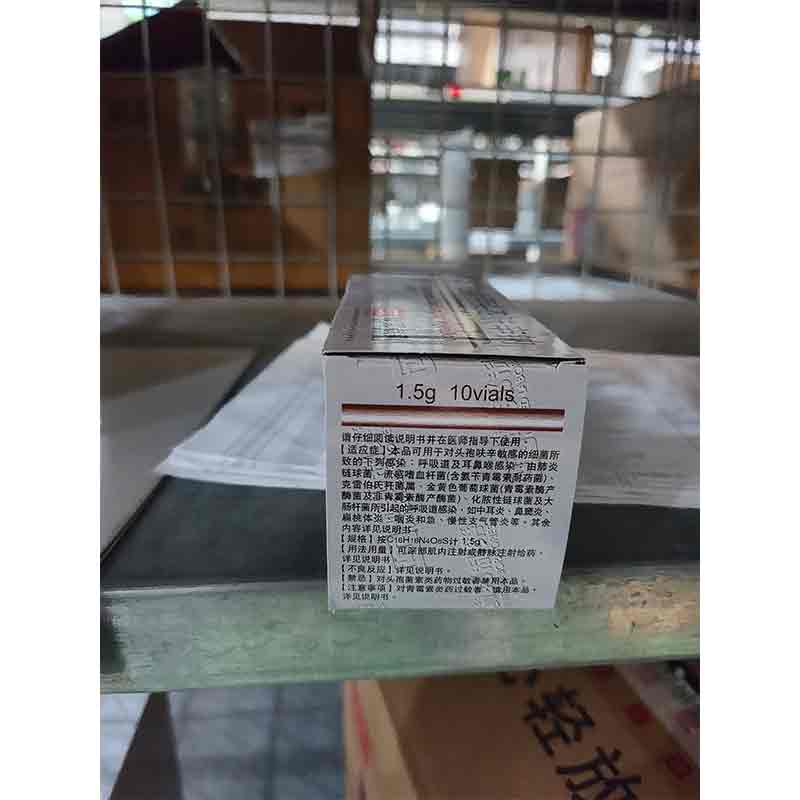 1.5g 10vials
请仔细阅读说明书并在医师指导下使用。
【适应症】本品可用于对头孢呋辛敏感的细菌所
致的下列感染:呼吸道及耳鼻喉感染:由肺炎
链球菌、流感嗜血杆菌(含氨苄青霉素耐药菌)、
克雷伯氏杆菌属、金黄色葡萄球菌(青霉素酶产
酶菌及非青霉素酶产酶菌)、化脓性链球菌及大
肠杆菌所引起的呼吸道感染,如中耳炎、鼻窦炎、
扁桃体炎、咽炎和急、慢性支气管炎等。其余
内容详见说明书。
【规格】按C16H16N4O8S计 1.5g。
【用法用量】可深部肌内注射或静脉注射给药。
详见说明书。
【不良反应】详见说明书。
【禁忌】对头孢菌素类药物过敏者禁用本品。
【注意事项】对青霉素类药过敏者,慎用本品。
详见说明书。
轻放